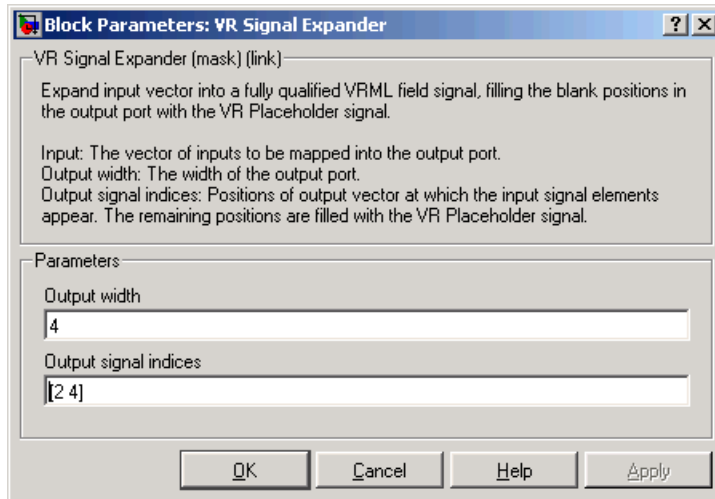 Block Parameters: VR Signal Expander
VR Signal Expander (mask) (link)
Expand input vector into a fully qualified VRML field signal, filling the blank positions in
the output port with the VR Placeholder signal.
Input: The vector of inputs to be mapped into the output port.
Output width: The width of the output port.
Output signal indices: Positions of output vector at which the input signal elements
appear. The remaining positions are filled with the VR Placeholder signal.
Parameters
Output width
4
Output signal indices
[2 4]
OK Cancel Help Apply